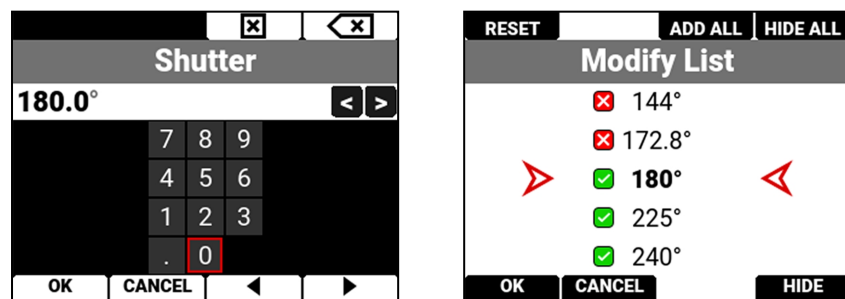 Shutter
180.0°
< >
7 8 9
4 5 6
1 2 3
. 0
OK CANCEL
RESET ADD ALL HIDE ALL
Modify List
144°
172.8°
180°
225°
240°
OK CANCEL HIDE